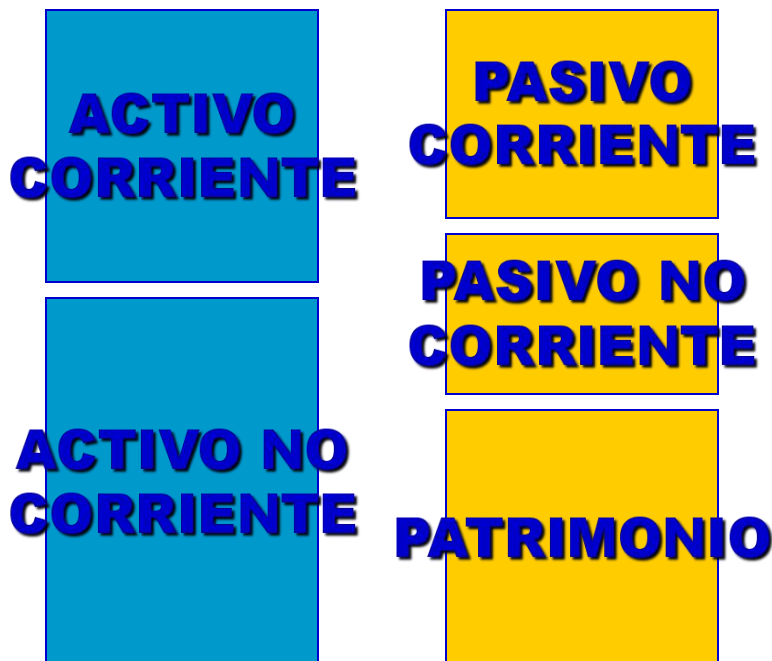 ACTIVO
CORRIENTE
ACTIVO NO
CORRIENTE
PASIVO
CORRIENTE
PASIVO NO
CORRIENTE
PATRIMONIO